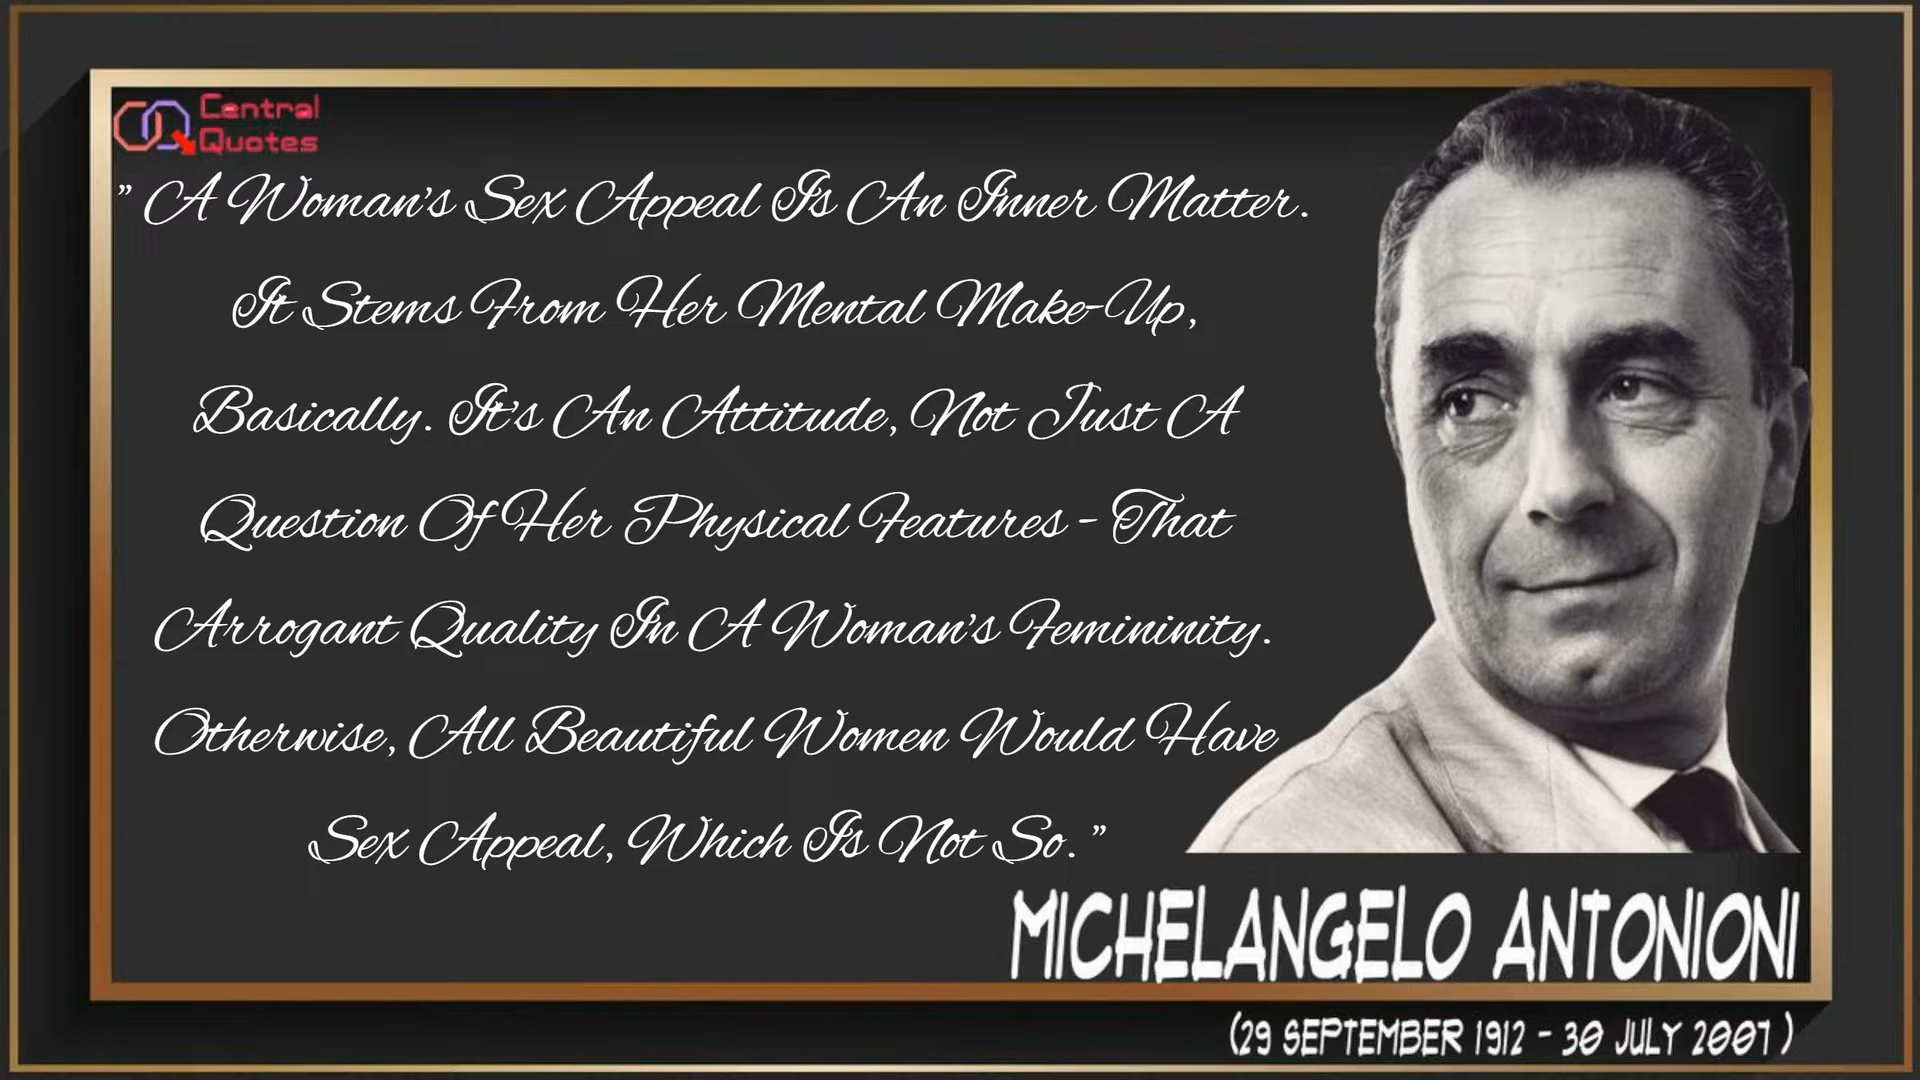 Central
Quotes
” A Woman's Sex Appeal Is An Inner Matter.
It Stems From Her Mental Make-Up,
Basically. It's An Attitude, Not Just A
Question Of Her Physical Features - That
Arrogant Quality In A Woman's Femininity.
Otherwise, All Beautiful Women Would Have
Sex Appeal, Which Is Not So. ”
MICHELANGELO ANTONIONI
(29 SEPTEMBER 1912 - 30 JULY 2007 )